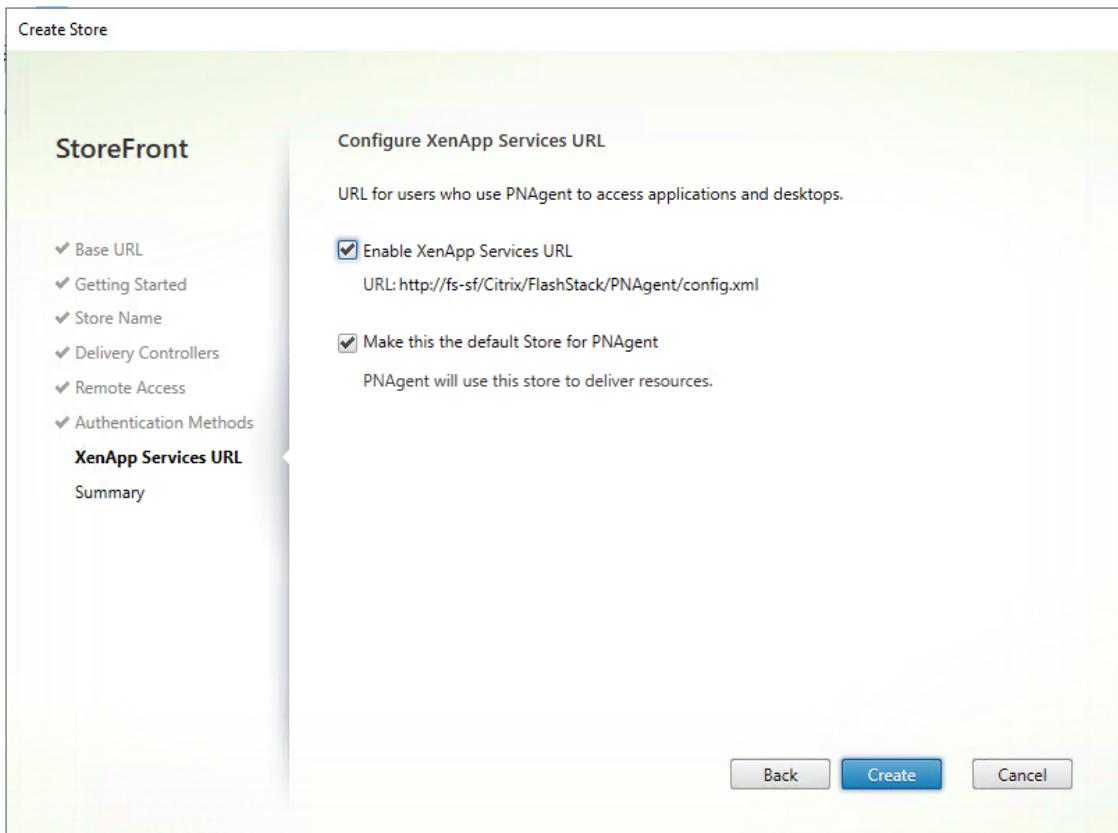 Create Store
StoreFront
Base URL
Getting Started
Store Name
Delivery Controllers
Remote Access
Authentication Methods
XenApp Services URL
Summary
Configure XenApp Services URL
URL for users who use PNAgent to access applications and desktops.
Enable XenApp Services URL
URL: http://fs-sf/Citrix/FlashStack/PNAgent/config.xml
Make this the default Store for PNAgent
PNAgent will use this store to deliver resources.
Back
Create
Cancel